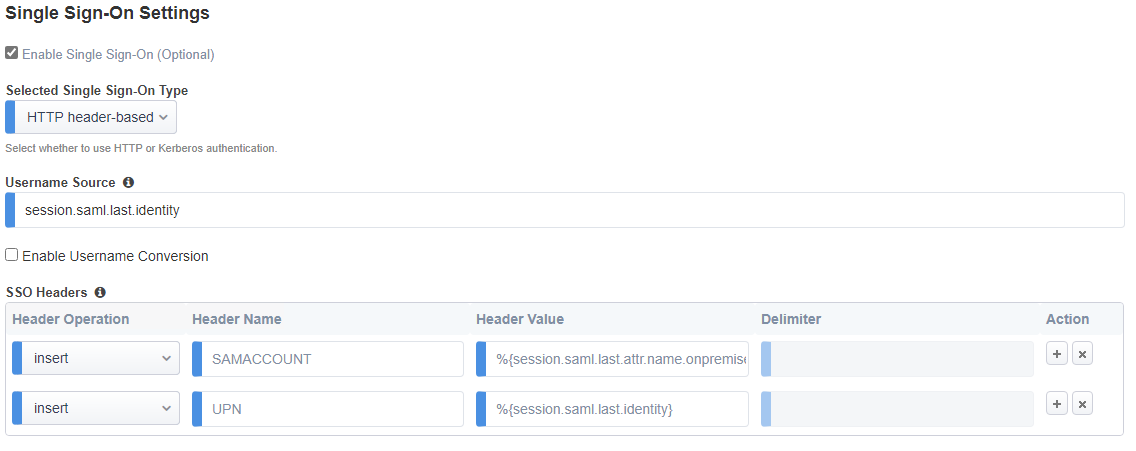 Single Sign-On Settings
Enable Single Sign-On (Optional)
Selected Single Sign-On Type
HTTP header-based
Select whether to use HTTP or Kerberos authentication.
Username Source
session.saml.last.identity
Enable Username Conversion
SSO Headers
Header Operation Header Name Header Value Delimiter Action
insert SAMACCOUNT %{session.saml.last.attr.name.onpremise
insert UPN %{session.saml.last.identity}